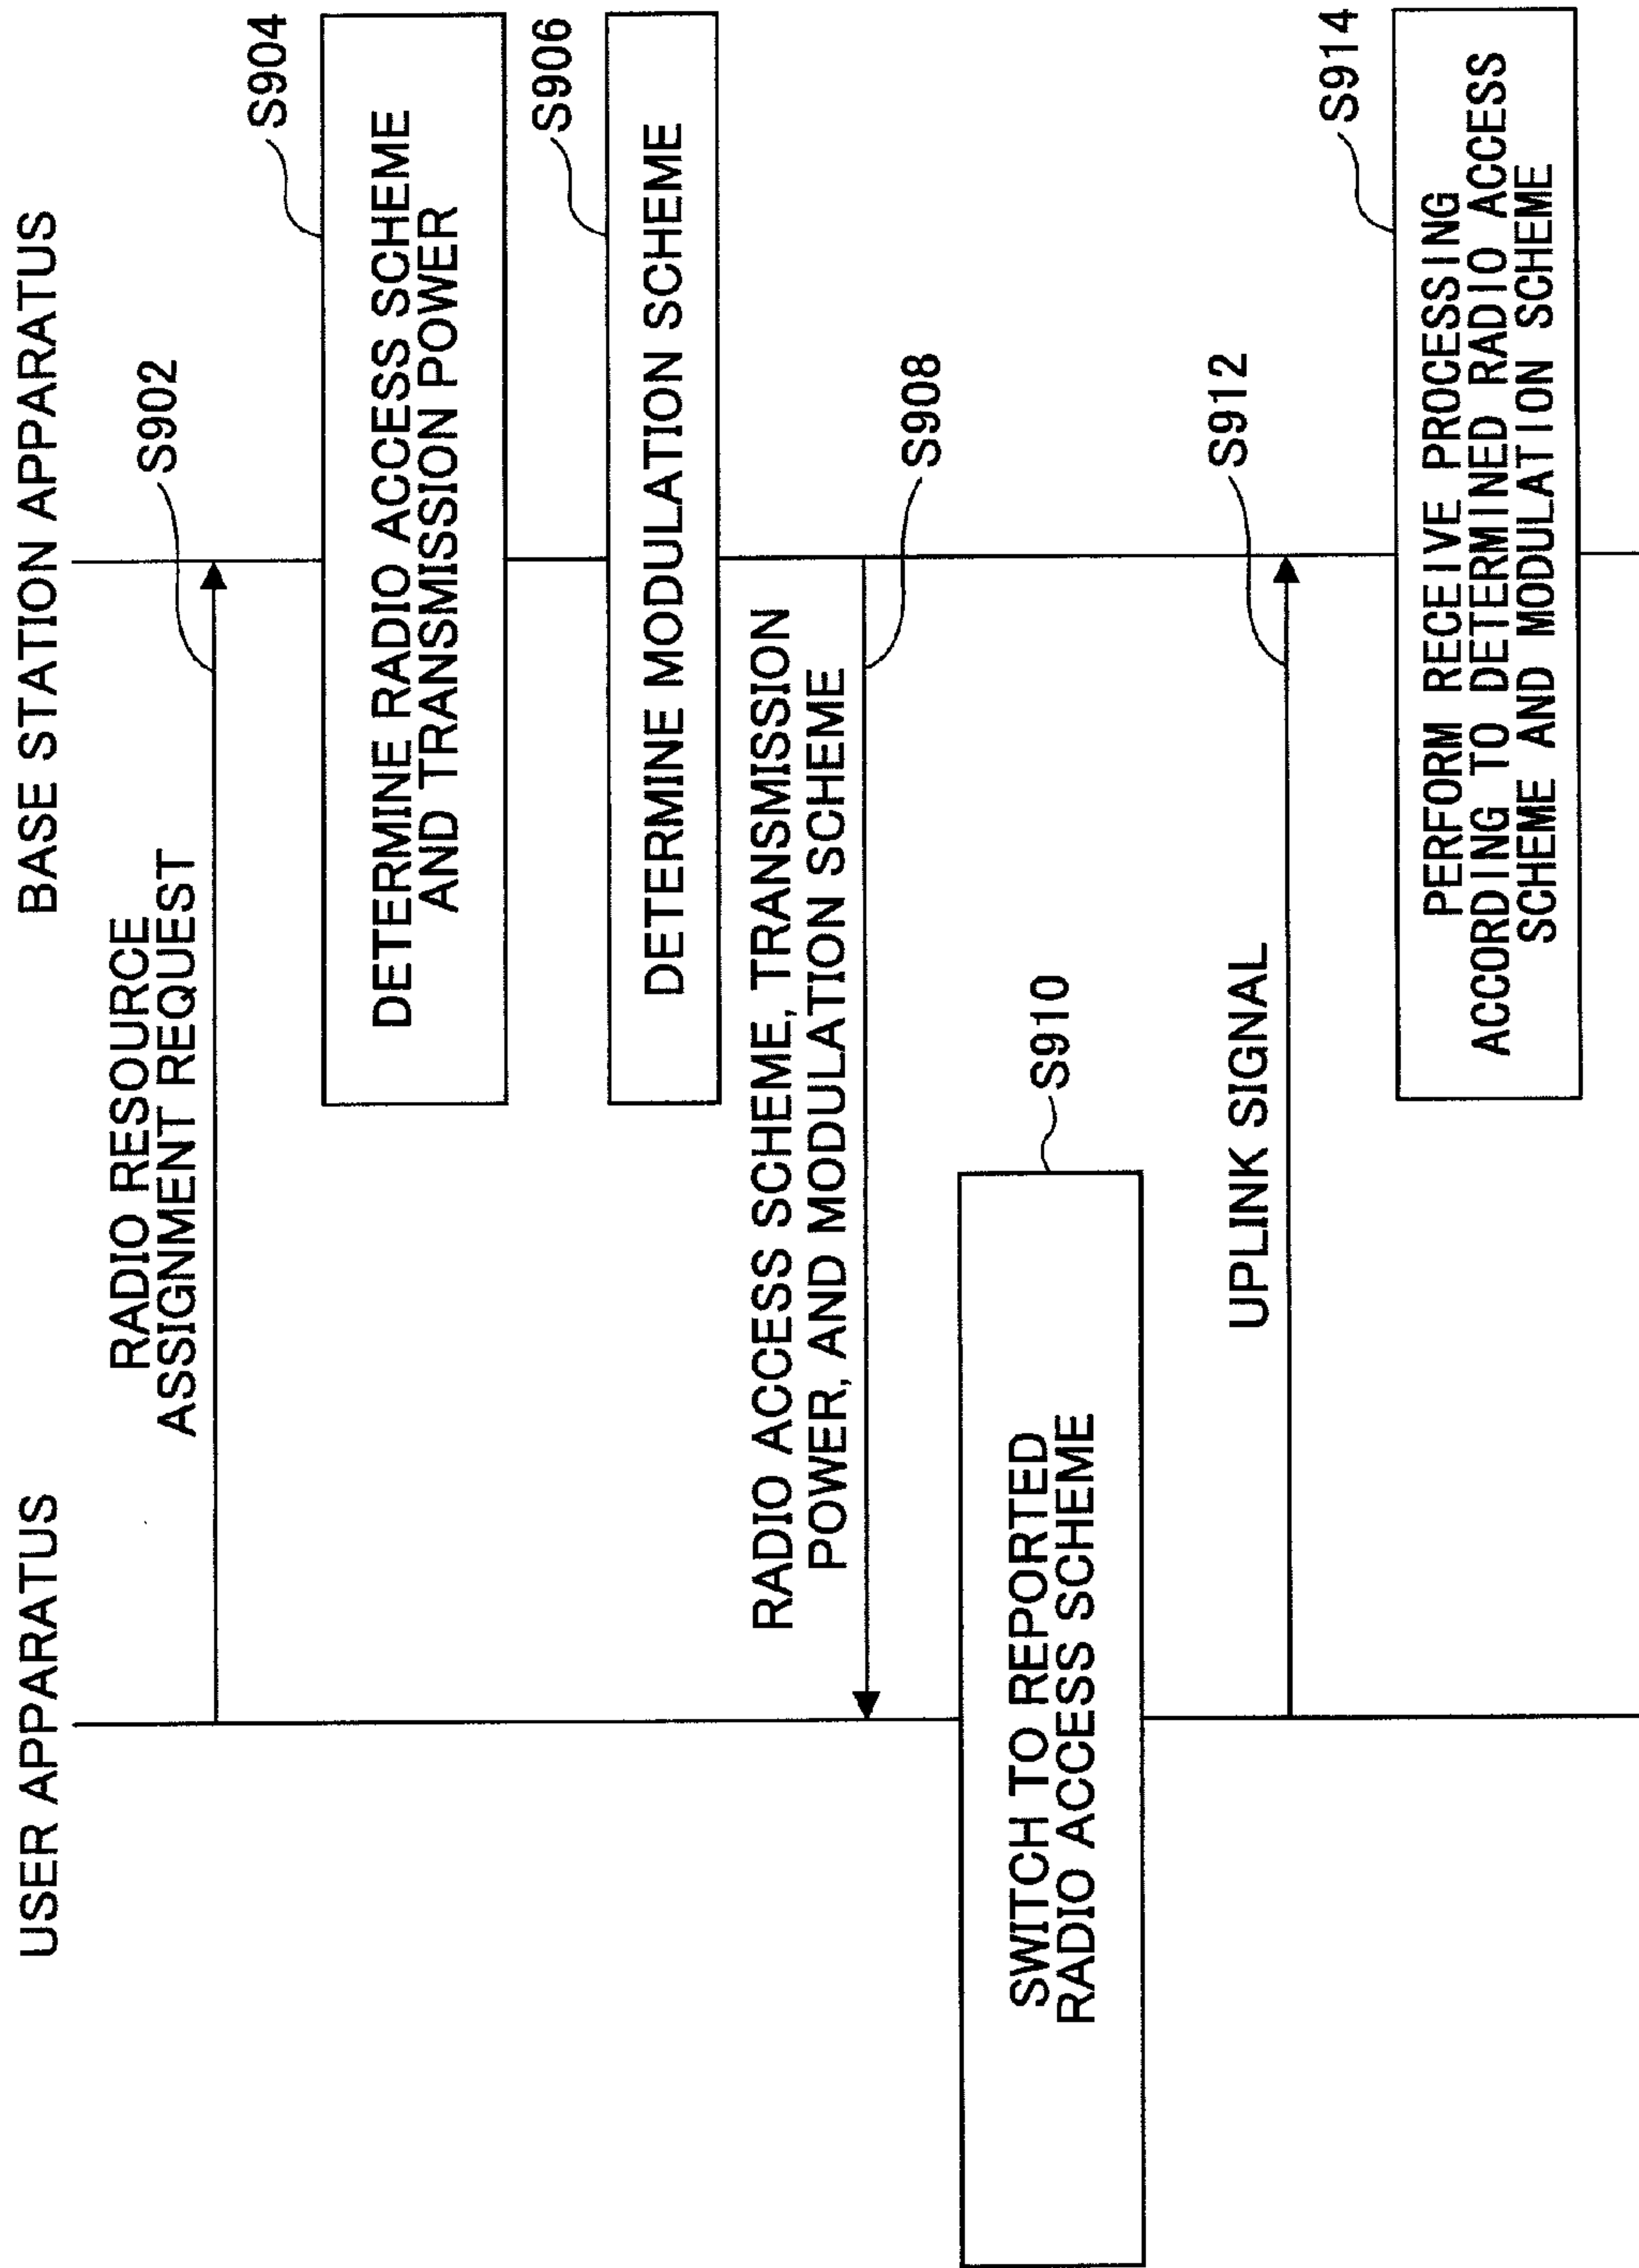 USER APPARATUS
BASE STATION APPARATUS
RADIO RESOURCE
ASSIGNMENT REQUEST
S902
S904
DETERMINE RADIO ACCESS SCHEME
AND TRANSMISSION POWER
S906
DETERMINE MODULATION SCHEME
RADIO ACCESS SCHEME, TRANSMISSION
POWER, AND MODULATION SCHEME
S908
S910
SWITCH TO REPORTED
RADIO ACCESS SCHEME
UPLINK SIGNAL
S912
S914
PERFORM RECEIVE PROCESSING
ACCORDING TO DETERMINED RADIO ACCESS
SCHEME AND MODULATION SCHEME